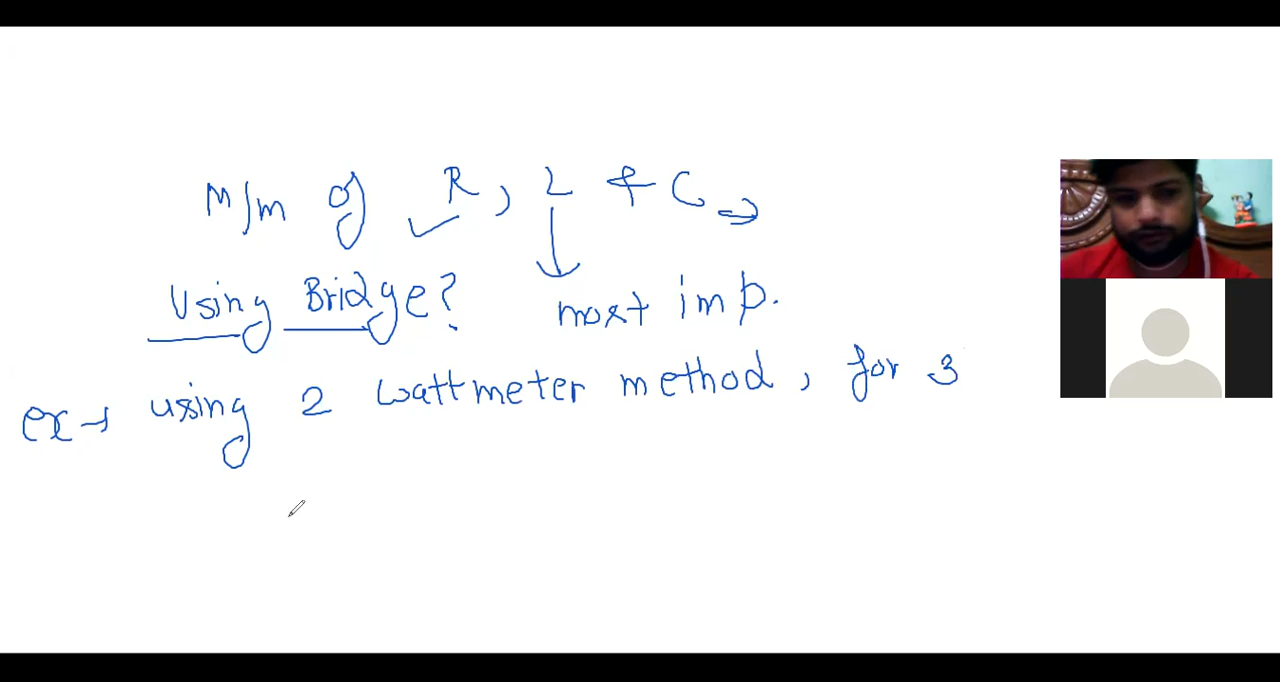 M/m of R, L & C →
Using Bridge? most imp.
ex → using 2 wattmeter method, for 3